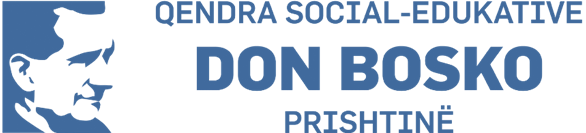 QENDRA SOCIAL-EDUKATIVE
DON BOSKO
PRISHTINË